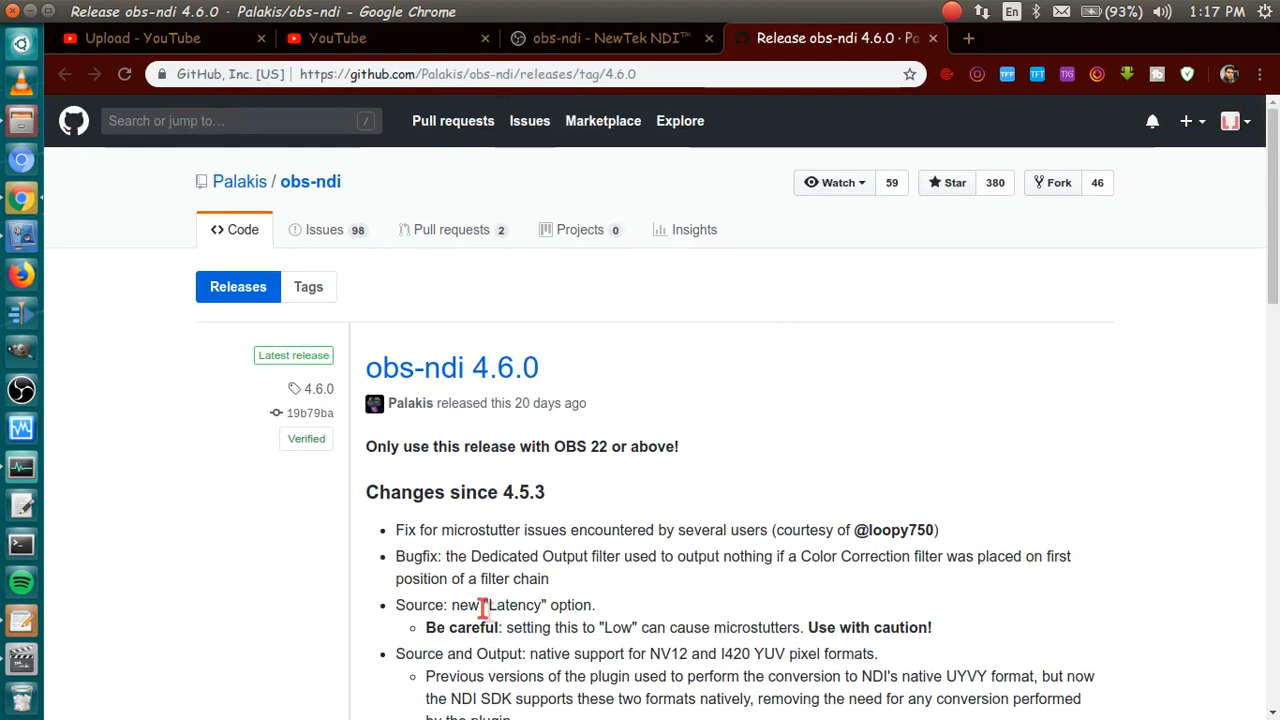 Release obs-ndi 4.6.0 · Palakis/obs-ndi - Google Chrome
En
(93%)
1:17 PM
Upload - YouTube
YouTube
obs-ndi - NewTek NDI™
Release obs-ndi 4.6.0 · Pa
GitHub, Inc. [US]
https://github.com/Palakis/obs-ndi/releases/tag/4.6.0
TFF
TFT
TIG
Search or jump to…
/
Pull requests
Issues
Marketplace
Explore
Palakis / obs-ndi
Watch
59
Star
380
Fork
46
Code
Issues 98
Pull requests 2
Projects 0
Insights
Releases
Tags
Latest release
4.6.0
19b79ba
Verified
obs-ndi 4.6.0
Palakis released this 20 days ago
Only use this release with OBS 22 or above!
Changes since 4.5.3
Fix for microstutter issues encountered by several users (courtesy of @loopy750)
Bugfix: the Dedicated Output filter used to output nothing if a Color Correction filter was placed on first
position of a filter chain
Source: new "Latency" option.
Be careful: setting this to "Low" can cause microstutters. Use with caution!
Source and Output: native support for NV12 and I420 YUV pixel formats.
Previous versions of the plugin used to perform the conversion to NDI's native UYVY format, but now
the NDI SDK supports these two formats natively, removing the need for any conversion performed
by the plugin